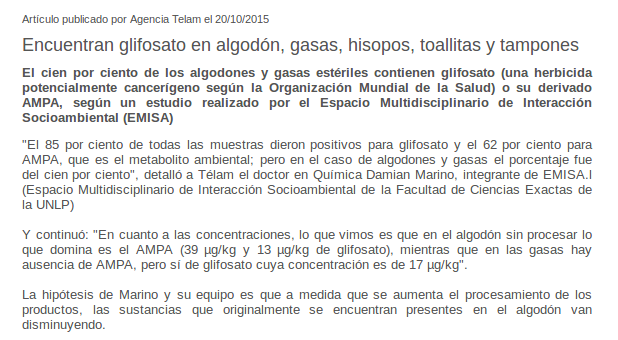 Artículo publicado por Agencia Telam el 20/10/2015
Encuentran glifosato en algodón, gasas, hisopos, toallitas y tampones
El cien por ciento de los algodones y gasas estériles contienen glifosato (una herbicida
potencialmente cancerígeno según la Organización Mundial de la Salud) o su derivado
AMPA, según un estudio realizado por el Espacio Multidisciplinario de Interacción
Socioambiental (EMISA)
"El 85 por ciento de todas las muestras dieron positivos para glifosato y el 62 por ciento para
AMPA, que es el metabolito ambiental; pero en el caso de algodones y gasas el porcentaje fue
del cien por ciento", detalló a Télam el doctor en Química Damian Marino, integrante de EMISA.I
(Espacio Multidisciplinario de Interacción Socioambiental de la Facultad de Ciencias Exactas de
la UNLP)
Y continuó: "En cuanto a las concentraciones, lo que vimos es que en el algodón sin procesar lo
que domina es el AMPA (39 µg/kg y 13 µg/kg de glifosato), mientras que en las gasas hay
ausencia de AMPA, pero sí de glifosato cuya concentración es de 17 µg/kg".
La hipótesis de Marino y su equipo es que a medida que se aumenta el procesamiento de los
productos, las sustancias que originalmente se encuentran presentes en el algodón van
disminuyendo.